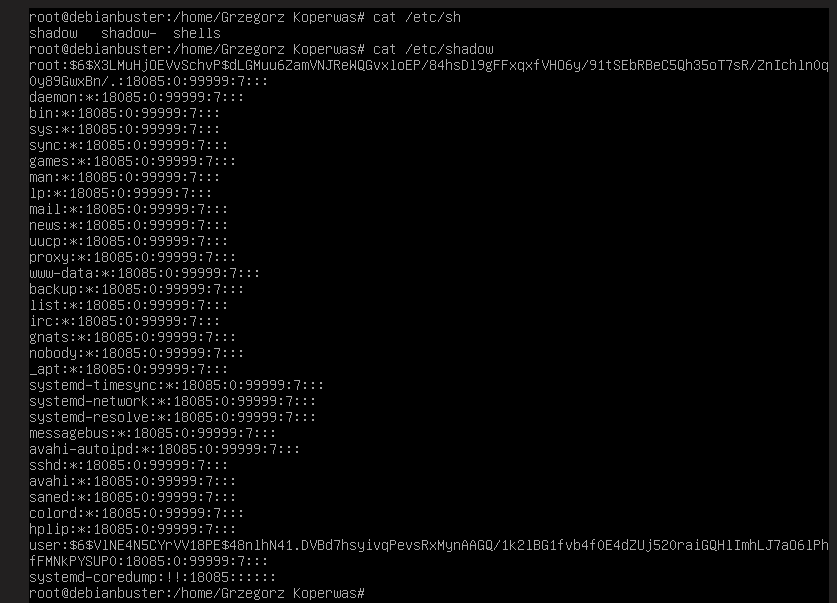 root@debianbuster:/home/Grzegorz Koperwas# cat /etc/sh
shadow   shadow-  shells
root@debianbuster:/home/Grzegorz Koperwas# cat /etc/shadow
root:$6$X3LMuHjOEVvSchvP$dLGMuu6ZamVNJReWQGvxloEP/84hsDl9gFFxqxfVHO6y/91tSEbRBeC5Qh35oT7sR/ZnIchlnOq
Oy89GwxBn/.:18085:0:99999:7:::
daemon:*:18085:0:99999:7:::
bin:*:18085:0:99999:7:::
sys:*:18085:0:99999:7:::
sync:*:18085:0:99999:7:::
games:*:18085:0:99999:7:::
man:*:18085:0:99999:7:::
lp:*:18085:0:99999:7:::
mail:*:18085:0:99999:7:::
news:*:18085:0:99999:7:::
uucp:*:18085:0:99999:7:::
proxy:*:18085:0:99999:7:::
www-data:*:18085:0:99999:7:::
backup:*:18085:0:99999:7:::
list:*:18085:0:99999:7:::
irc:*:18085:0:99999:7:::
gnats:*:18085:0:99999:7:::
nobody:*:18085:0:99999:7:::
_apt:*:18085:0:99999:7:::
systemd-timesync:*:18085:0:99999:7:::
systemd-network:*:18085:0:99999:7:::
systemd-resolve:*:18085:0:99999:7:::
messagebus:*:18085:0:99999:7:::
avahi-autoipd:*:18085:0:99999:7:::
sshd:*:18085:0:99999:7:::
avahi:*:18085:0:99999:7:::
saned:*:18085:0:99999:7:::
colord:*:18085:0:99999:7:::
hplip:*:18085:0:99999:7:::
user:$6$VlNE4N5CYrVV18PE$48nlhN41.DVBd7hsyivqPevsRxMynAAGQ/1k2lBG1fvb4f0E4dZUj520raiGQHlImhLJ7aO6lPh
fFMNkPYSUP0:18085:0:99999:7:::
systemd-coredump:!!:18085::::::
root@debianbuster:/home/Grzegorz Koperwas#